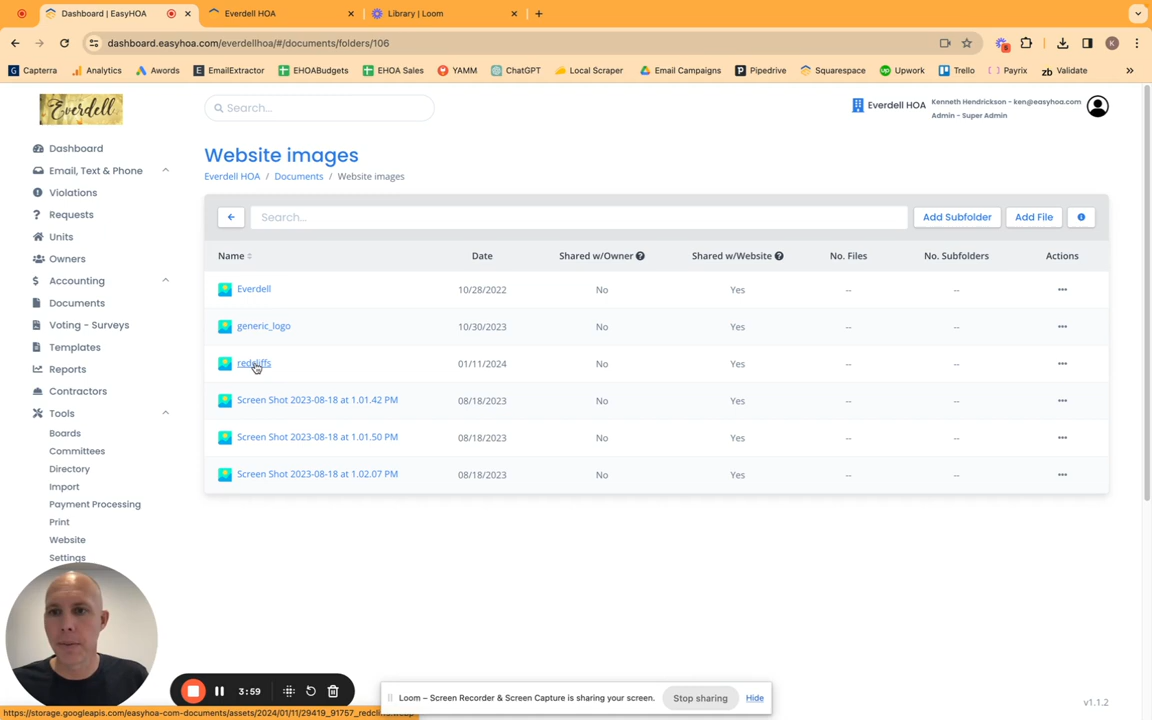 Dashboard | EasyHOA
Everdell HOA
Library | Loom
dashboard.easyhoa.com/everdellhoa/#/documents/folders/106
K
Capterra
Analytics
Awords
EmailExtractor
EHOABudgets
EHOA Sales
YAMM
ChatGPT
Local Scraper
Email Campaigns
Pipedrive
Squarespace
Upwork
Trello
Payrix
zb Validate
Everdell
Search...
Everdell HOA
Kenneth Hendrickson - ken@easyhoa.com
Admin - Super Admin
Dashboard
Email, Text & Phone
Violations
Requests
Units
Owners
Accounting
Documents
Voting - Surveys
Templates
Reports
Contractors
Tools
Boards
Committees
Directory
Import
Payment Processing
Print
Website
Settings
Website images
Everdell HOA / Documents / Website images
Search...
Add Subfolder
Add File
Name Date Shared w/Owner Shared w/Website No. Files No. Subfolders Actions
Everdell 10/28/2022 No Yes -- --
generic_logo 10/30/2023 No Yes -- --
redcliffs 01/11/2024 No Yes -- --
Screen Shot 2023-08-18 at 1.01.42 PM 08/18/2023 No Yes -- --
Screen Shot 2023-08-18 at 1.01.50 PM 08/18/2023 No Yes -- --
Screen Shot 2023-08-18 at 1.02.07 PM 08/18/2023 No Yes -- --
3:59
Loom – Screen Recorder & Screen Capture is sharing your screen.
Stop sharing
Hide
v1.1.2